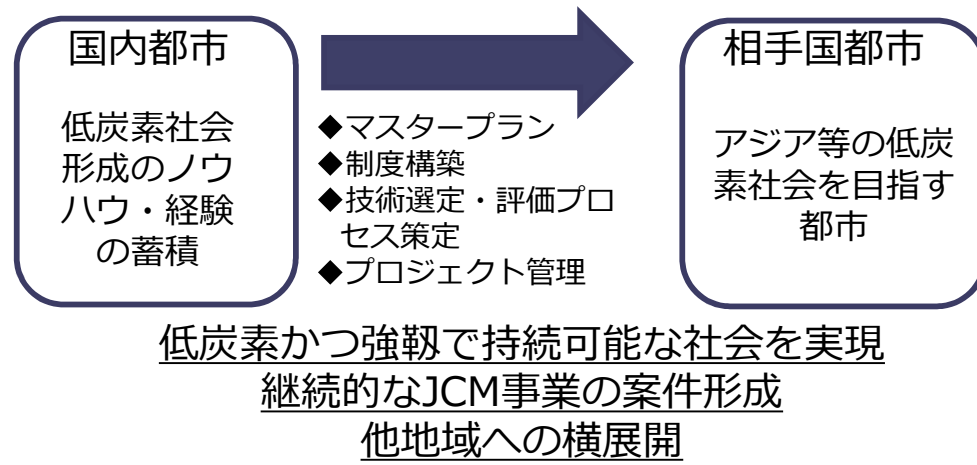 国内都市
低炭素社会
形成のノウ
ハウ・経験
の蓄積
◆マスタープラン
◆制度構築
◆技術選定・評価プロ
セス策定
◆プロジェクト管理
相手国都市
アジア等の低炭
素社会を目指す
都市
低炭素かつ強靱で持続可能な社会を実現
継続的なJCM事業の案件形成
他地域への横展開